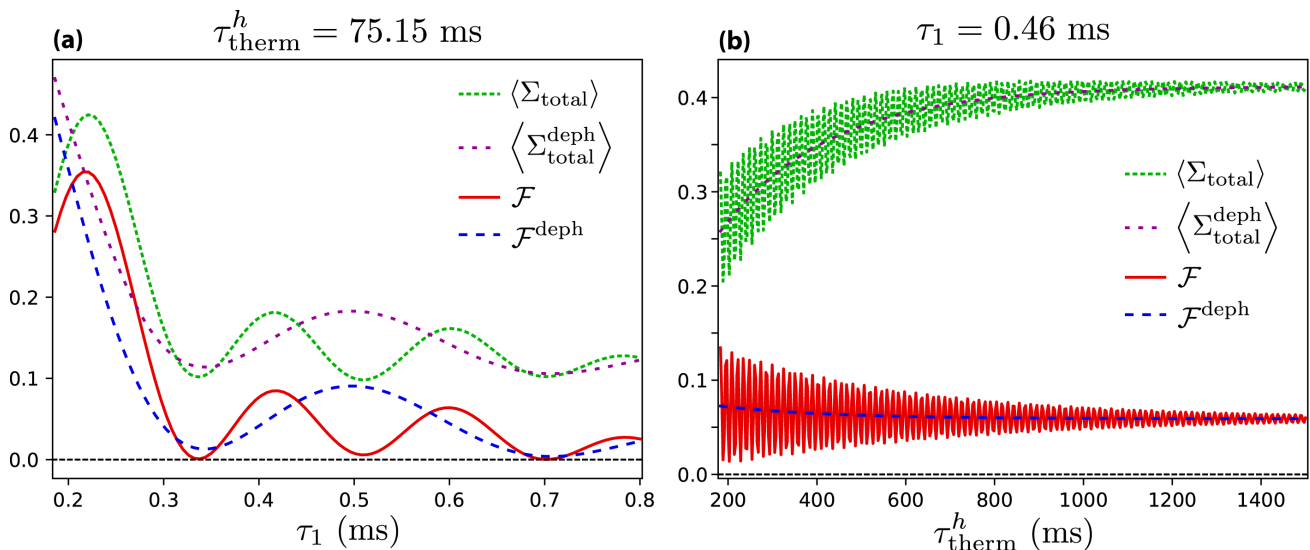 (a) τ^h_therm = 75.15 ms
⟨Σ_total⟩
⟨Σ^deph_total⟩
ℱ
ℱ^deph
0.4
0.3
0.2
0.1
0.0
0.2 0.3 0.4 0.5 0.6 0.7 0.8
τ_1 (ms)
(b) τ_1 = 0.46 ms
⟨Σ_total⟩
⟨Σ^deph_total⟩
ℱ
ℱ^deph
0.4
0.3
0.2
0.1
0.0
200 400 600 800 1000 1200 1400
τ^h_therm (ms)